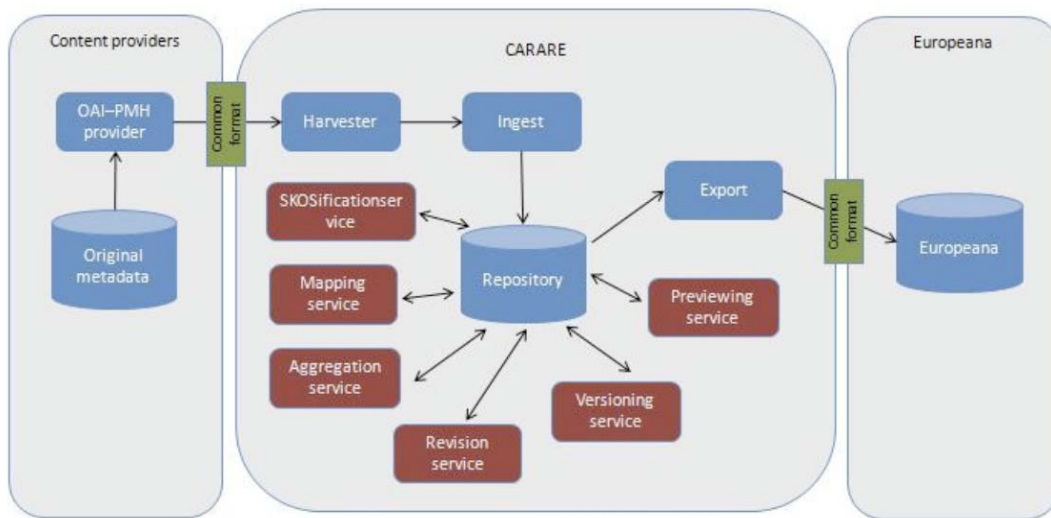 Content providers
CARARE
Europeana
OAI–PMH
provider
Common
format
Harvester
Ingest
Export
Common
format
SKOSificationser
vice
Original
metadata
Repository
Europeana
Mapping
service
Previewing
service
Aggregation
service
Versioning
service
Revision
service